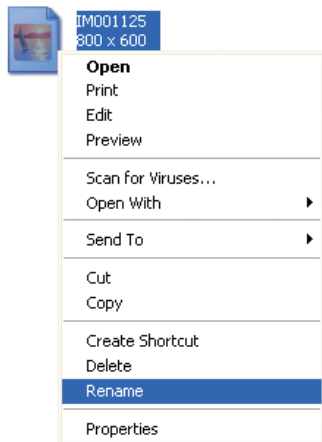 IM001125
800 x 600
Open
Print
Edit
Preview
Scan for Viruses...
Open With
Send To
Cut
Copy
Create Shortcut
Delete
Rename
Properties